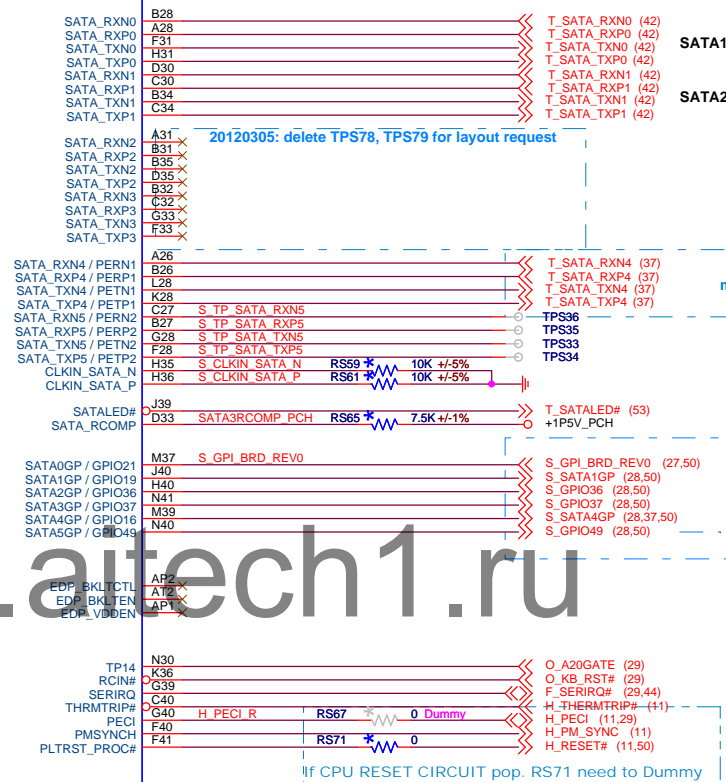 SATA_RXN0 B28 T_SATA_RXN0 (42)
SATA_RXP0 A28 T_SATA_RXP0 (42) SATA1
SATA_TXN0 F31 T_SATA_TXN0 (42)
SATA_TXP0 H31 T_SATA_TXP0 (42)
SATA_RXN1 D30 T_SATA_RXN1 (42)
SATA_RXP1 C30 T_SATA_RXP1 (42)
SATA_TXN1 B34 T_SATA_TXN1 (42) SATA2
SATA_TXP1 C34 T_SATA_TXP1 (42)
20120305: delete TPS78, TPS79 for layout request
SATA_RXN2 A31
SATA_RXP2 B31
SATA_TXN2 B35
SATA_TXP2 D35
SATA_RXN3 B32
SATA_RXP3 C32
SATA_TXN3 G33
SATA_TXP3 F33
SATA_RXN4 / PERN1 A26 T_SATA_RXN4 (37)
SATA_RXP4 / PERP1 B26 T_SATA_RXP4 (37)
SATA_TXN4 / PETN1 L28 T_SATA_TXN4 (37)
SATA_TXP4 / PETP1 K28 T_SATA_TXP4 (37)
SATA_RXN5 / PERN2 C27 S_TP_SATA_RXN5 TPS36
SATA_RXP5 / PERP2 B27 S_TP_SATA_RXP5 TPS35
SATA_TXN5 / PETN2 G28 S_TP_SATA_TXN5 TPS33
SATA_TXP5 / PETP2 F28 S_TP_SATA_TXP5 TPS34
CLKIN_SATA_N H35 S_CLKIN_SATA_N RS59 * 10K +/-5%
CLKIN_SATA_P H36 S_CLKIN_SATA_P RS61 * 10K +/-5%
SATALED# J39 T_SATALED# (53)
SATA_RCOMP D33 SATA3RCOMP_PCH RS65 * 7.5K +/-1% +1P5V_PCH
SATA0GP / GPIO21 M37 S_GPI_BRD_REV0 S_GPI_BRD_REV0 (27,50)
SATA1GP / GPIO19 J40 S_SATA1GP (28,50)
SATA2GP / GPIO36 H40 S_GPIO36 (28,50)
SATA3GP / GPIO37 N41 S_GPIO37 (28,50)
SATA4GP / GPIO16 M39 S_SATA4GP (28,37,50)
SATA5GP / GPIO49 N40 S_GPIO49 (28,50)
.aitech1.ru
EDP_BKLTCTL AP2
EDP_BKLTEN AT2
EDP_VDDEN AP1
TP14 N30 O_A20GATE (29)
RCIN# K36 O_KB_RST# (29)
SERIRQ G39 F_SERIRQ# (29,44)
THRMTRIP# C40 H_THERMTRIP# (11)
PECI G40 H_PECI_R RS67 * 0 Dummy H_PECI (11,29)
PMSYNCH F40 H_PM_SYNC (11)
PLTRST_PROC# F41 RS71 * 0 H_RESET# (11,50)
If CPU RESET CIRCUIT pop. RS71 need to Dummy